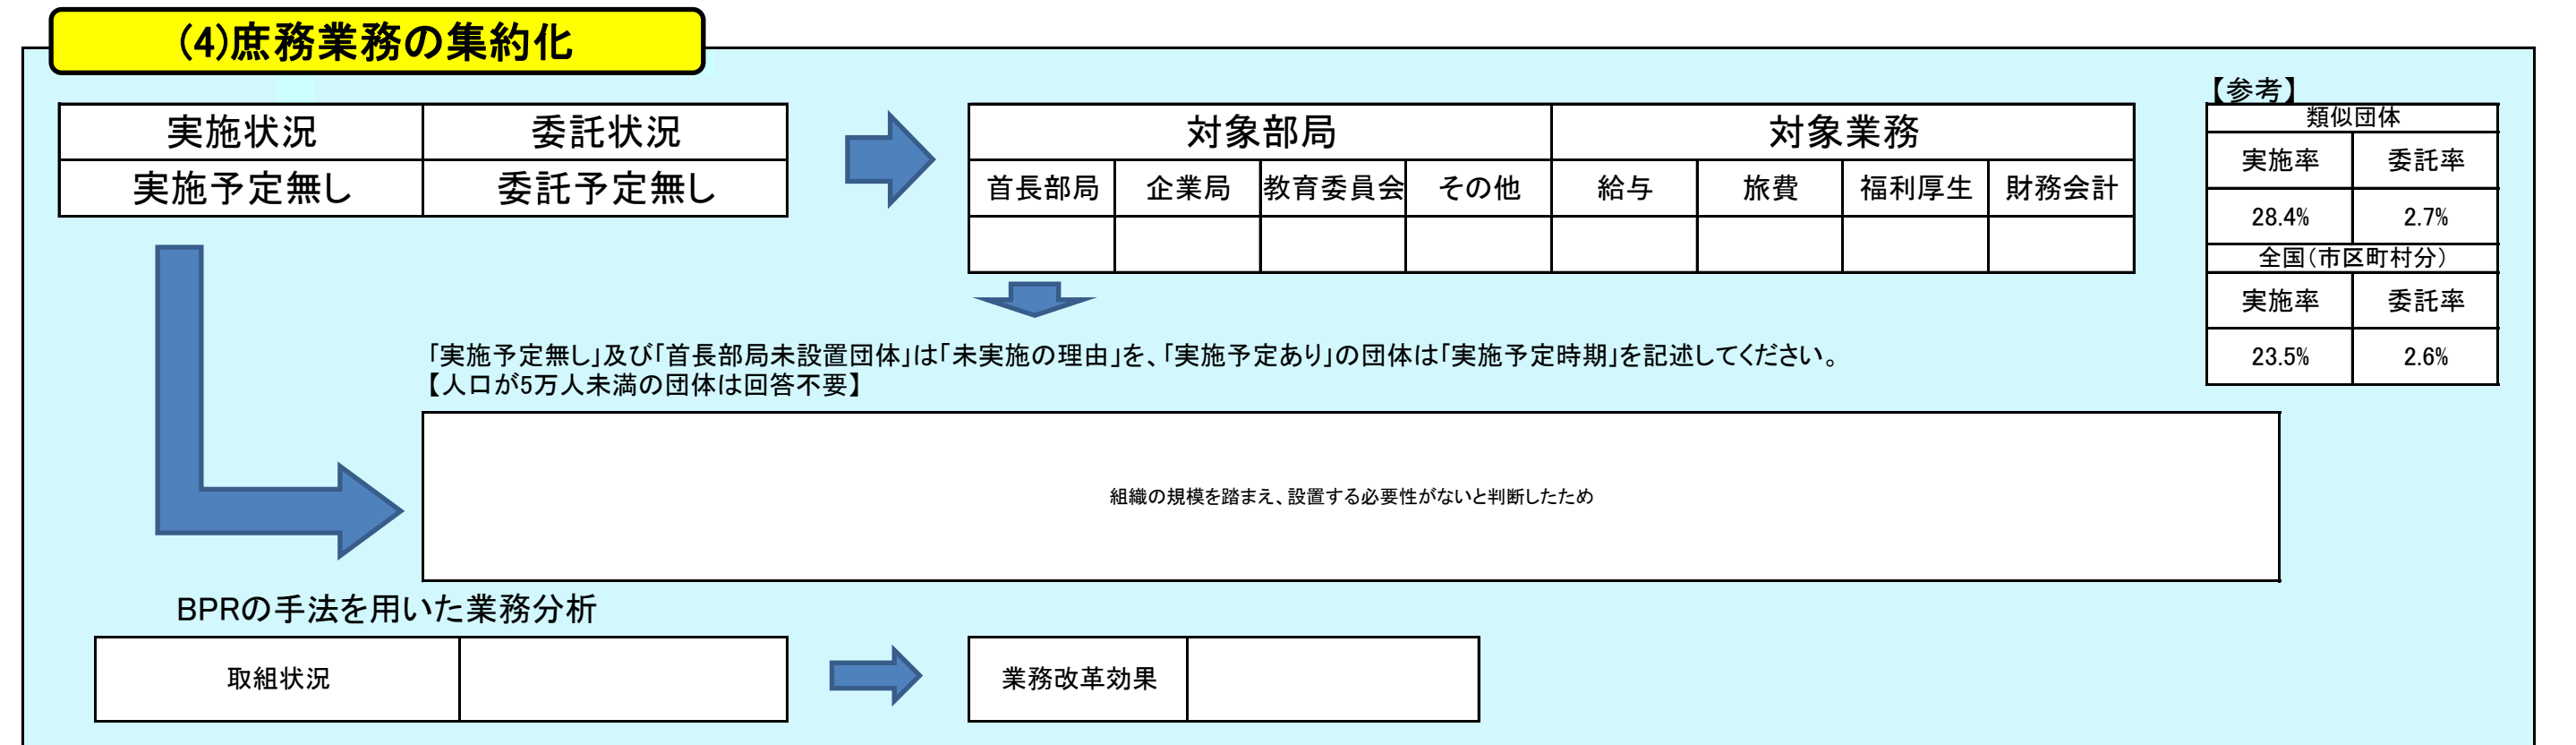 (4)庶務業務の集約化
実施状況 委託状況
実施予定無し 委託予定無し
対象部局 対象業務
首長部局 企業局 教育委員会 その他 給与 旅費 福利厚生 財務会計
【参考】
類似団体
実施率 委託率
28.4% 2.7%
全国(市区町村分)
実施率 委託率
23.5% 2.6%
「実施予定無し」及び「首長部局未設置団体」は「未実施の理由」を、「実施予定あり」の団体は「実施予定時期」を記述してください。
【人口が5万人未満の団体は回答不要】
組織の規模を踏まえ、設置する必要性がないと判断したため
BPRの手法を用いた業務分析
取組状況
業務改革効果